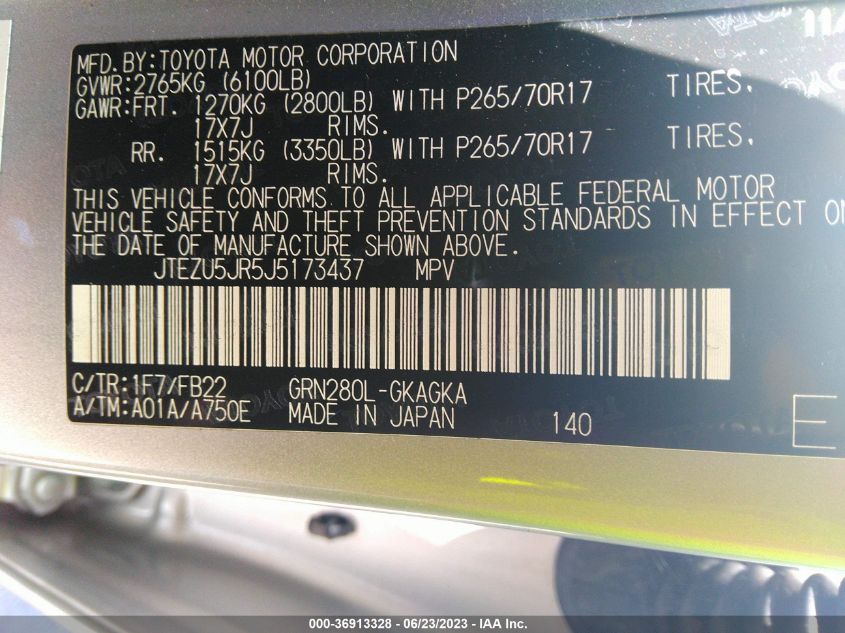 11/
MFD.BY:TOYOTA MOTOR CORPORATION
GVWR:2765KG (6100LB)
GAWR:FRT. 1270KG (2800LB) WITH P265/70R17 TIRES,
17X7J RIMS.
RR. 1515KG (3350LB) WITH P265/70R17 TIRES,
17X7J RIMS.
THIS VEHICLE CONFORMS TO ALL APPLICABLE FEDERAL MOTOR
VEHICLE SAFETY AND THEFT PREVENTION STANDARDS IN EFFECT ON
THE DATE OF MANUFACTURE SHOWN ABOVE.
JTEZU5JR5J5173437 MPV
C/TR:1F7/FB22 GRN280L-GKAGKA
A/TM:A01A/A750E MADE IN JAPAN 140 E
000-36913328 - 06/23/2023 - IAA Inc.